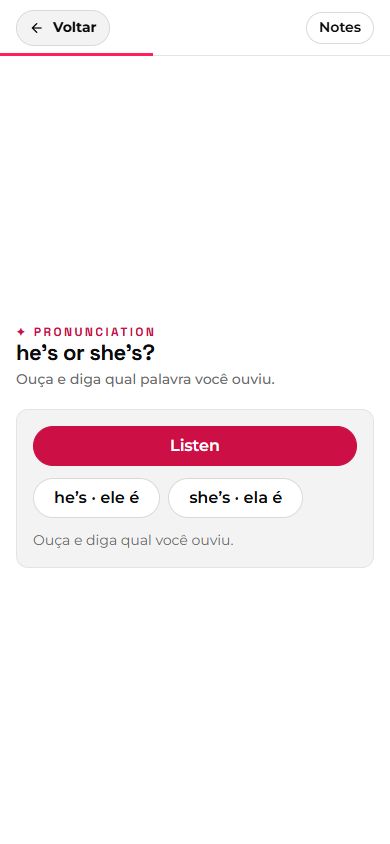 Voltar
Notes
PRONUNCIATION
he’s or she’s?
Ouça e diga qual palavra você ouviu.
Listen
he’s · ele é
she’s · ela é
Ouça e diga qual você ouviu.